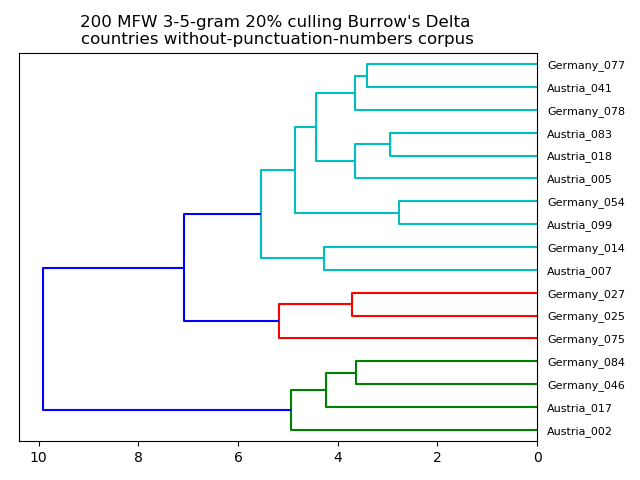 200 MFW 3-5-gram 20% culling Burrow's Delta
countries without-punctuation-numbers corpus
Germany_077
Austria_041
Germany_078
Austria_083
Austria_018
Austria_005
Germany_054
Austria_099
Germany_014
Austria_007
Germany_027
Germany_025
Germany_075
Germany_084
Germany_046
Austria_017
Austria_002
10 8 6 4 2 0